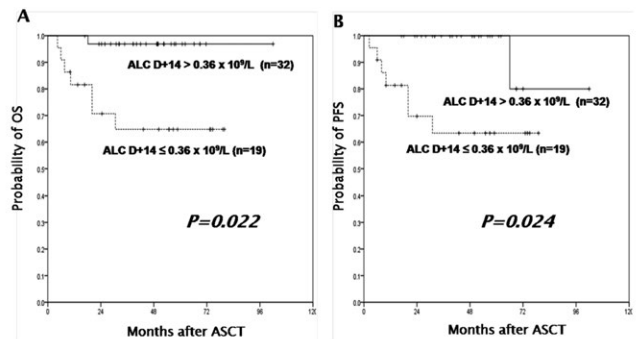 A
Probability of OS
1.0
0.9
0.8
0.7
0.6
0.5
0.4
0.3
0.2
0.1
0.0
ALC D+14 > 0.36 x 10⁹/L (n=32)
ALC D+14 ≤ 0.36 x 10⁹/L (n=19)
P=0.022
0 24 48 72 96 120
Months after ASCT
B
Probability of PFS
1.0
0.9
0.8
0.7
0.6
0.5
0.4
0.3
0.2
0.1
0.0
ALC D+14 > 0.36 x 10⁹/L (n=32)
ALC D+14 ≤ 0.36 x 10⁹/L (n=19)
P=0.024
0 24 48 72 96 120
Months after ASCT